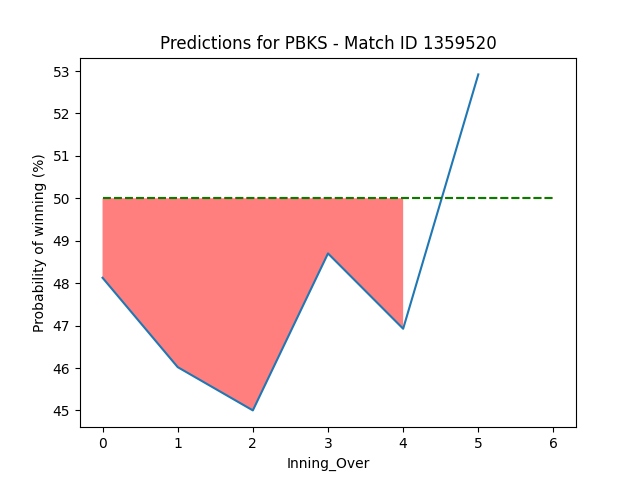 Predictions for PBKS - Match ID 1359520
Probability of winning (%)
53
52
51
50
49
48
47
46
45
0 1 2 3 4 5 6
Inning_Over